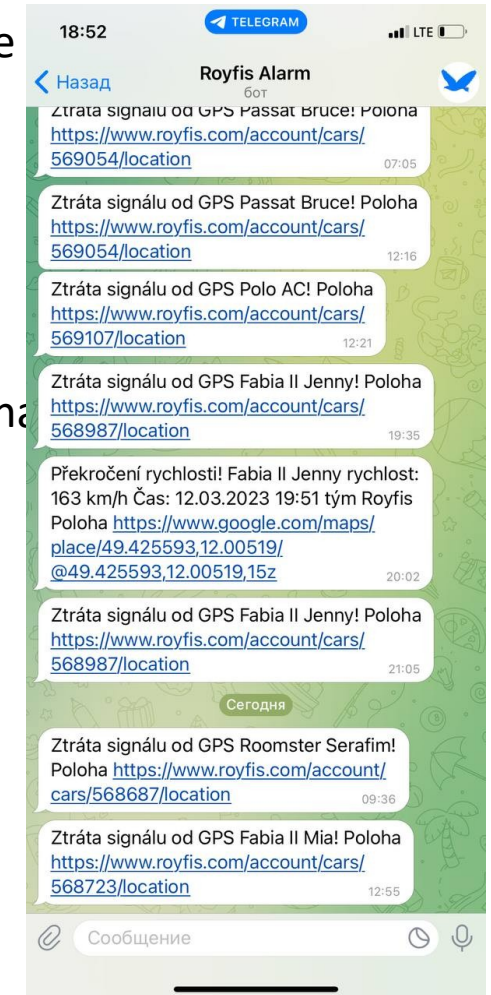 e
18:52
TELEGRAM
LTE
Назад
Royfis Alarm
бот
Ztráta signálu od GPS Passat Bruce! Poloha
https://www.royfis.com/account/cars/
569054/location
07:05
Ztráta signálu od GPS Passat Bruce! Poloha
https://www.royfis.com/account/cars/
569054/location
12:16
Ztráta signálu od GPS Polo AC! Poloha
https://www.royfis.com/account/cars/
569107/location
12:21
Ztráta signálu od GPS Fabia II Jenny! Poloha
na https://www.royfis.com/account/cars/
568987/location
19:35
Překročení rychlosti! Fabia II Jenny rychlost:
163 km/h Čas: 12.03.2023 19:51 tým Royfis
Poloha https://www.google.com/maps/
place/49.425593,12.00519/
@49.425593,12.00519,15z
20:02
Ztráta signálu od GPS Fabia II Jenny! Poloha
https://www.royfis.com/account/cars/
568987/location
21:05
Сегодня
Ztráta signálu od GPS Roomster Serafim!
Poloha https://www.royfis.com/account/
cars/568687/location
09:36
Ztráta signálu od GPS Fabia II Mia! Poloha
https://www.royfis.com/account/cars/
568723/location
12:55
Сообщение